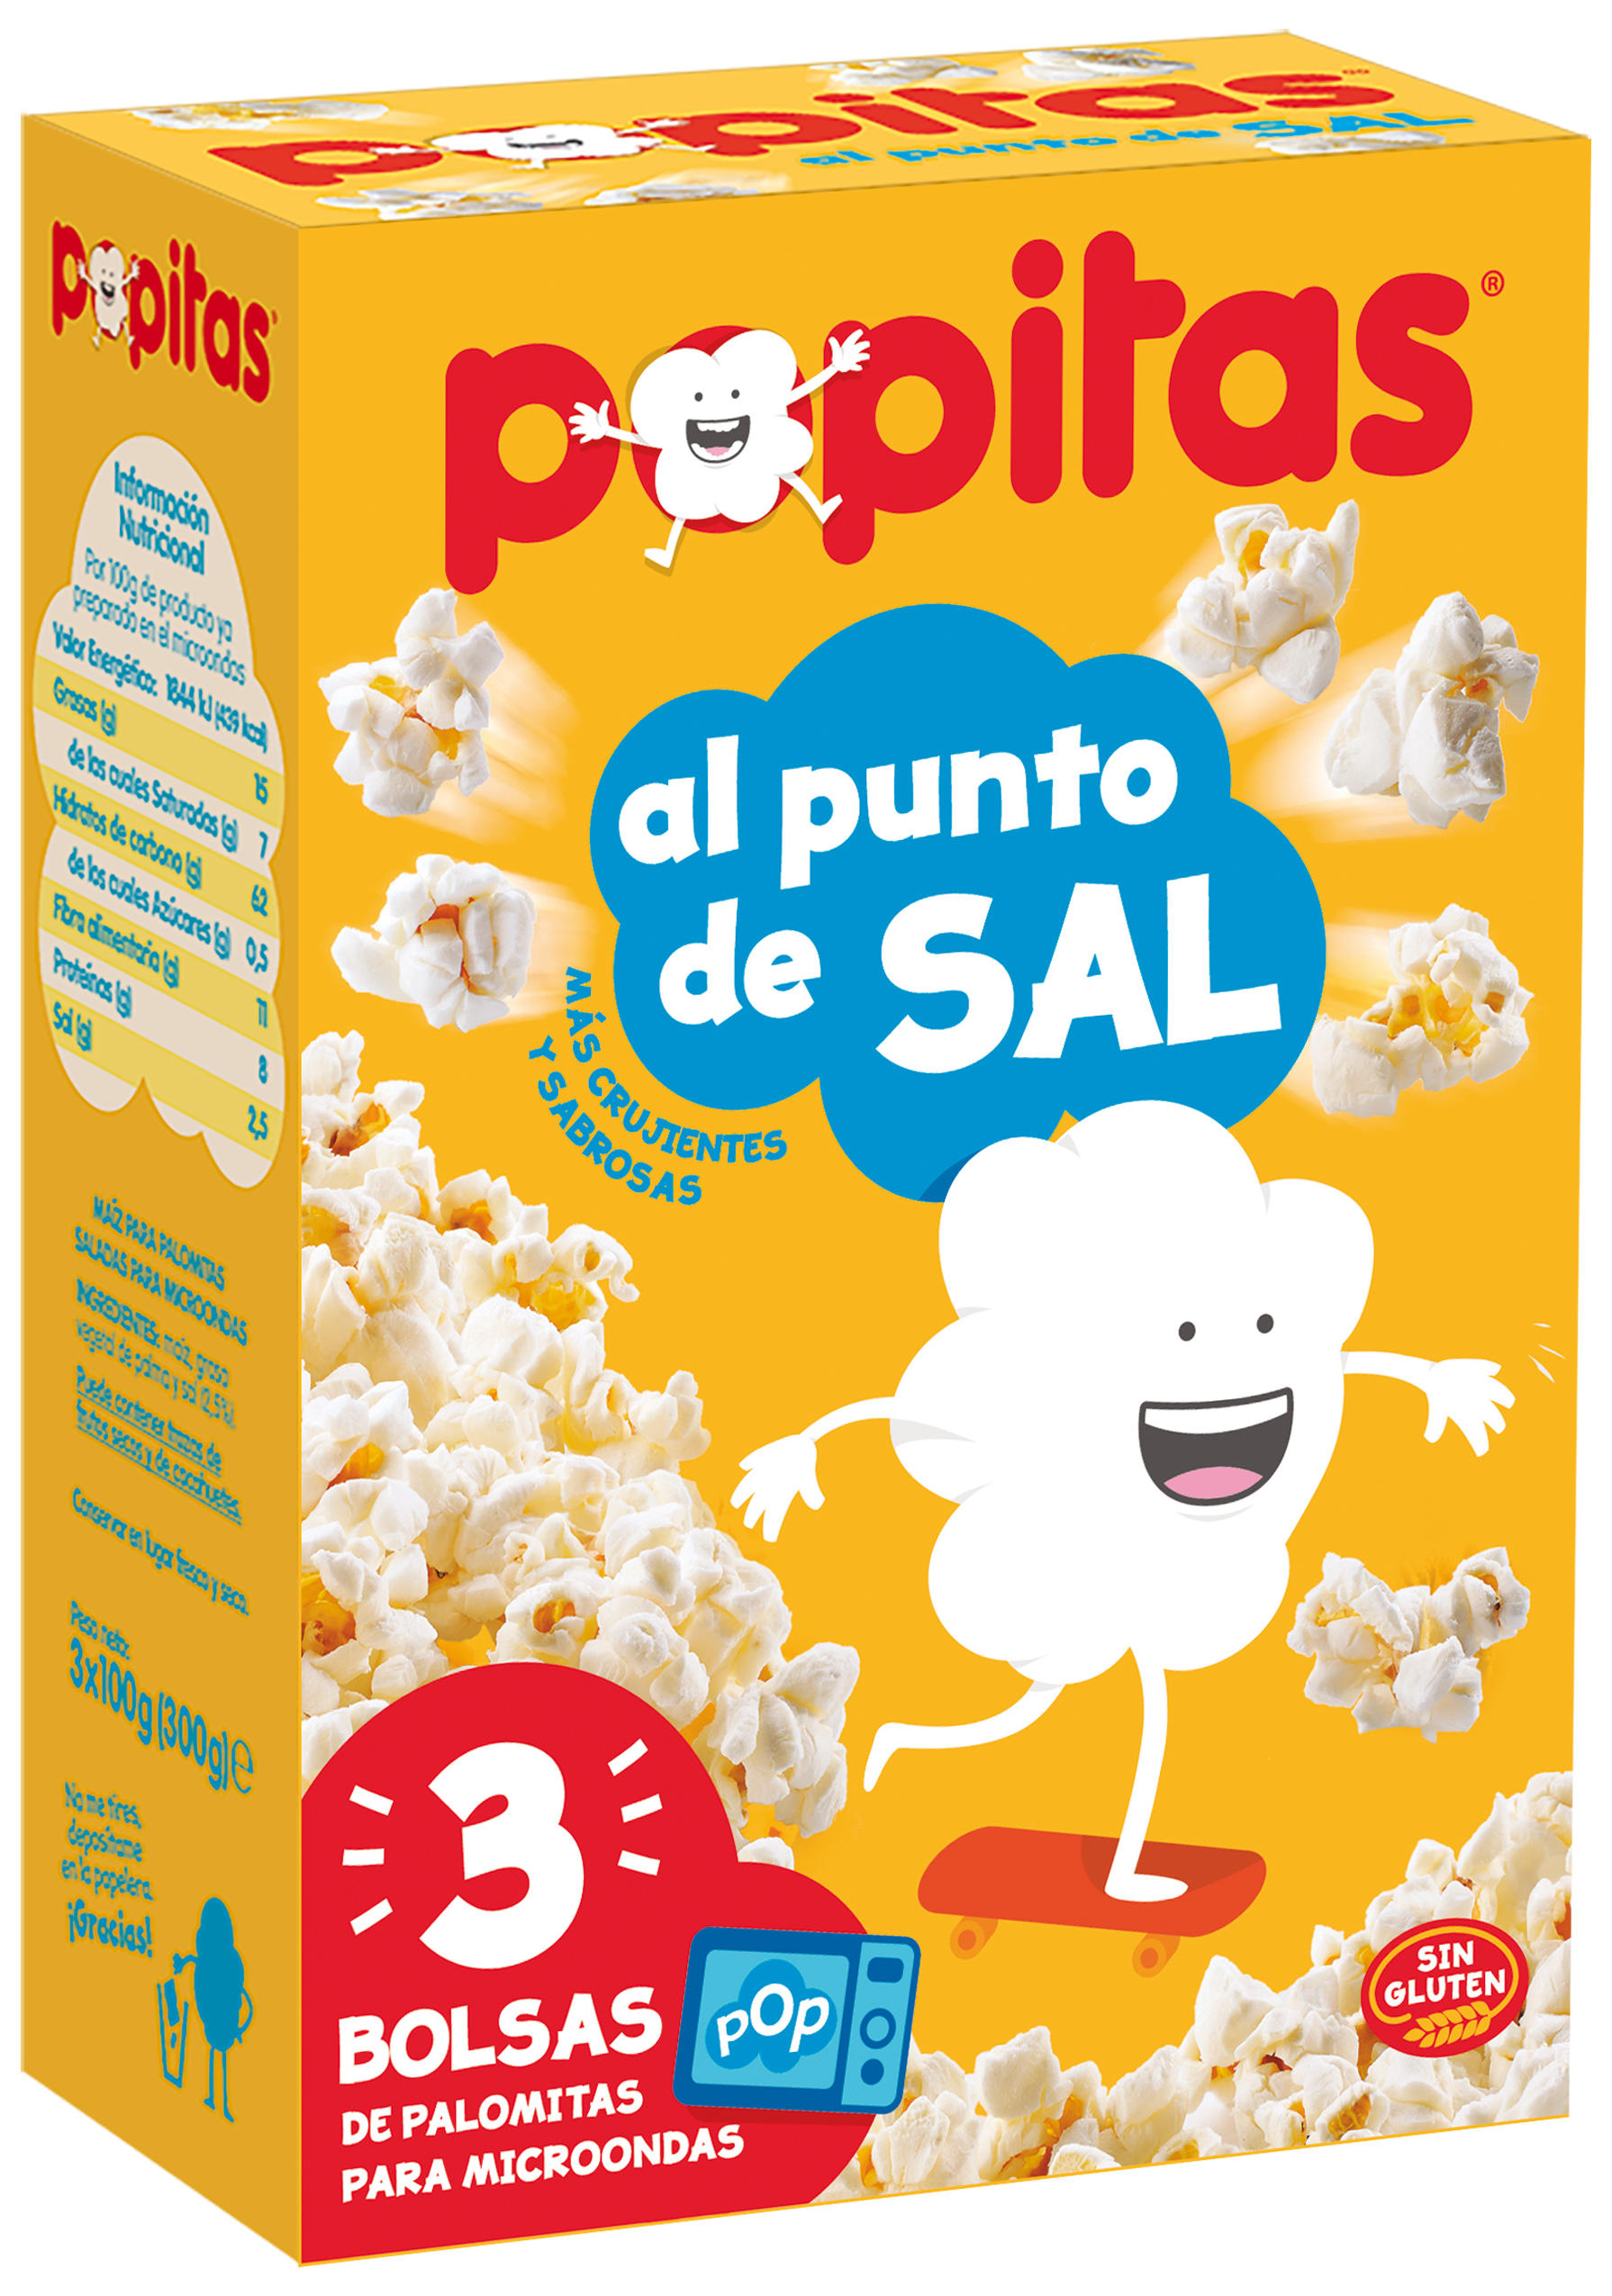 popitas
al punto de SAL
popitas®
al punto
de SAL
MÁS CRUJIENTES
Y SABROSAS
3
BOLSAS
DE PALOMITAS
PARA MICROONDAS
pOp
SIN
GLUTEN
popitas
Información
Nutricional
Por 100g de producto ya
preparado en el microondas
Valor Energético: 1844 kJ (439 kcal)
Grasas (g) 15
de las cuales Saturadas (g) 7
Hidratos de carbono (g) 62
de los cuales Azúcares (g) 0,5
Fibra alimentaria (g) 11
Proteínas (g) 8
Sal (g) 2,5
MAÍZ PARA PALOMITAS
SALADAS PARA MICROONDAS
INGREDIENTES: maíz, grasa
vegetal de palma y sal (2,5%).
Puede contener trazas de
frutos secos y de cacahuetes.
Conservar en lugar fresco y seco.
Peso neto:
3x100g (300g)e
No me tires,
deposítame
en la papelera
¡Gracias!